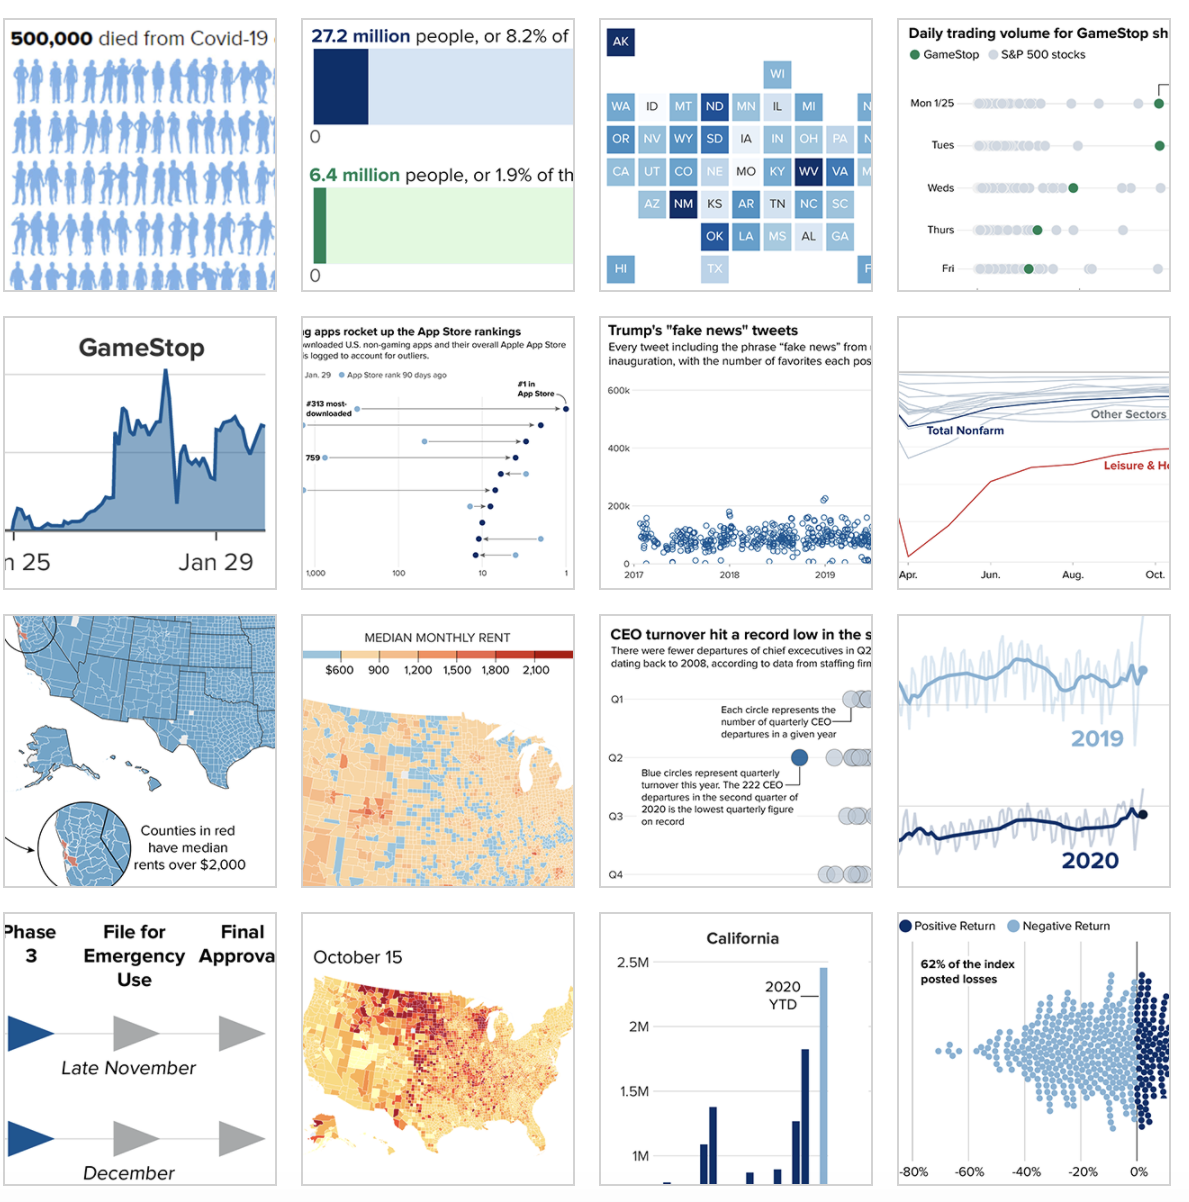 500,000 died from Covid-19
27.2 million people, or 8.2% of
0
6.4 million people, or 1.9% of th
0
AK
WI
WA ID MT ND MN IL MI N
OR NV WY SD IA IN OH PA N
CA UT CO NE MO KY WV VA M
AZ NM KS AR TN NC SC
OK LA MS AL GA
HI TX F
Daily trading volume for GameStop sh
GameStop S&P 500 stocks
Mon 1/25
Tues
Weds
Thurs
Fri
GameStop
n 25 Jan 29
g apps rocket up the App Store rankings
wnloaded U.S. non-gaming apps and their overall Apple App Store
is logged to account for outliers.
Jan. 29 App Store rank 90 days ago
#1 in
App Store
#313 most-
downloaded
759
1,000 100 10 1
Trump's "fake news" tweets
Every tweet including the phrase “fake news” from
inauguration, with the number of favorites each pos
600k
400k
200k
0
2017 2018 2019
Other Sectors
Total Nonfarm
Leisure & Ho
Apr. Jun. Aug. Oct.
Counties in red
have median
rents over $2,000
MEDIAN MONTHLY RENT
$600 900 1,200 1,500 1,800 2,100
CEO turnover hit a record low in the s
There were fewer departures of chief excecutives in Q2
dating back to 2008, according to data from staffing firm
Q1
Each circle represents the
number of quarterly CEO
departures in a given year
Q2
Blue circles represent quarterly
turnover this year. The 222 CEO
departures in the second quarter of
2020 is the lowest quarterly figure
on record
Q3
Q4
2019
2020
Phase
3
File for
Emergency
Use
Final
Approva
Late November
December
October 15
California
2.5M
2020
YTD
2M
1.5M
1M
Positive Return Negative Return
62% of the index
posted losses
-80% -60% -40% -20% 0%